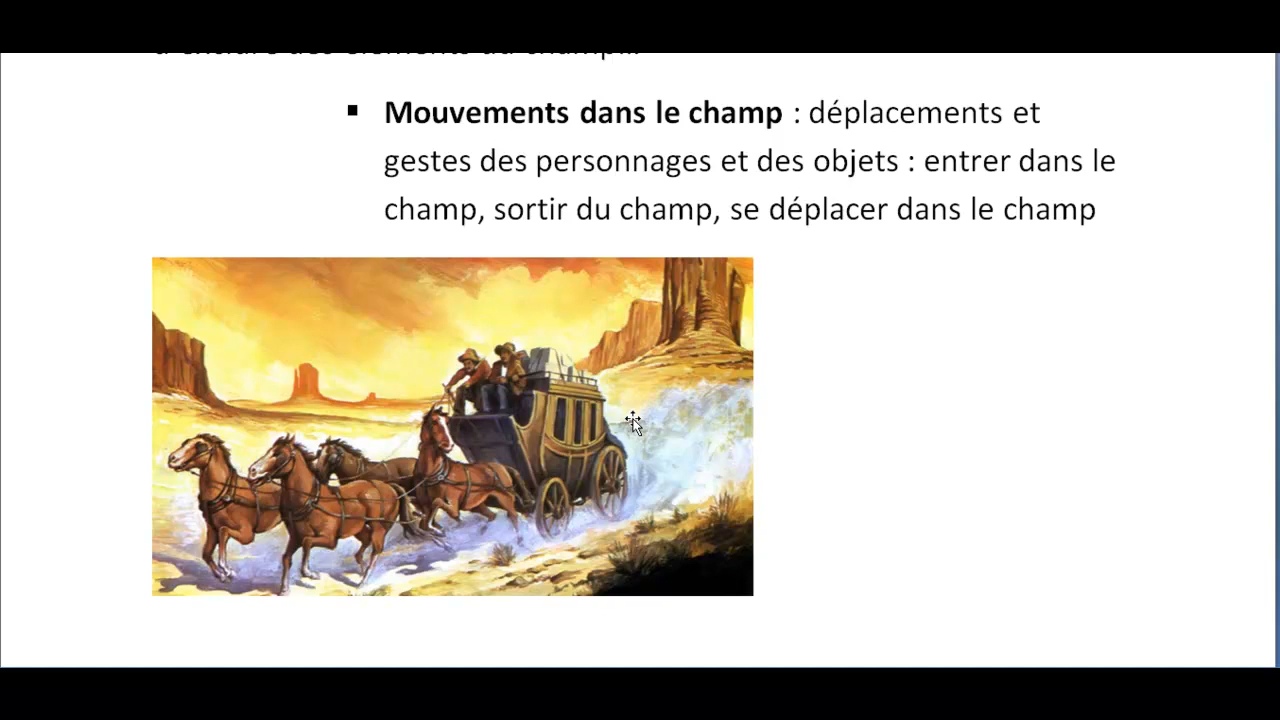 ▪ Mouvements dans le champ : déplacements et
gestes des personnages et des objets : entrer dans le
champ, sortir du champ, se déplacer dans le champ